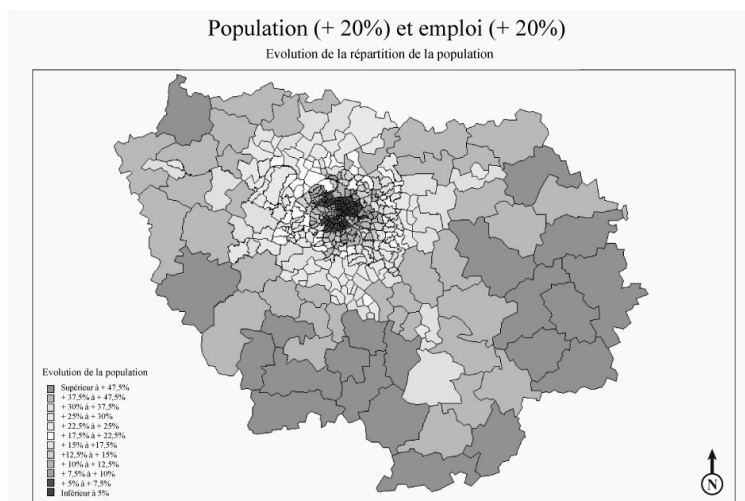 Population (+ 20%) et emploi (+ 20%)
Evolution de la répartition de la population
Evolution de la population
Supérieur à + 47,5%
+ 37,5% à + 47,5%
+ 30% à + 37,5%
+ 25% à + 30%
+ 22,5% à + 25%
+ 17,5% à + 22,5%
+ 15% à +17,5%
+12,5% à + 15%
+ 10% à + 12,5%
+ 7,5% à + 10%
+ 5% à + 7,5%
Inférieur à 5%
N